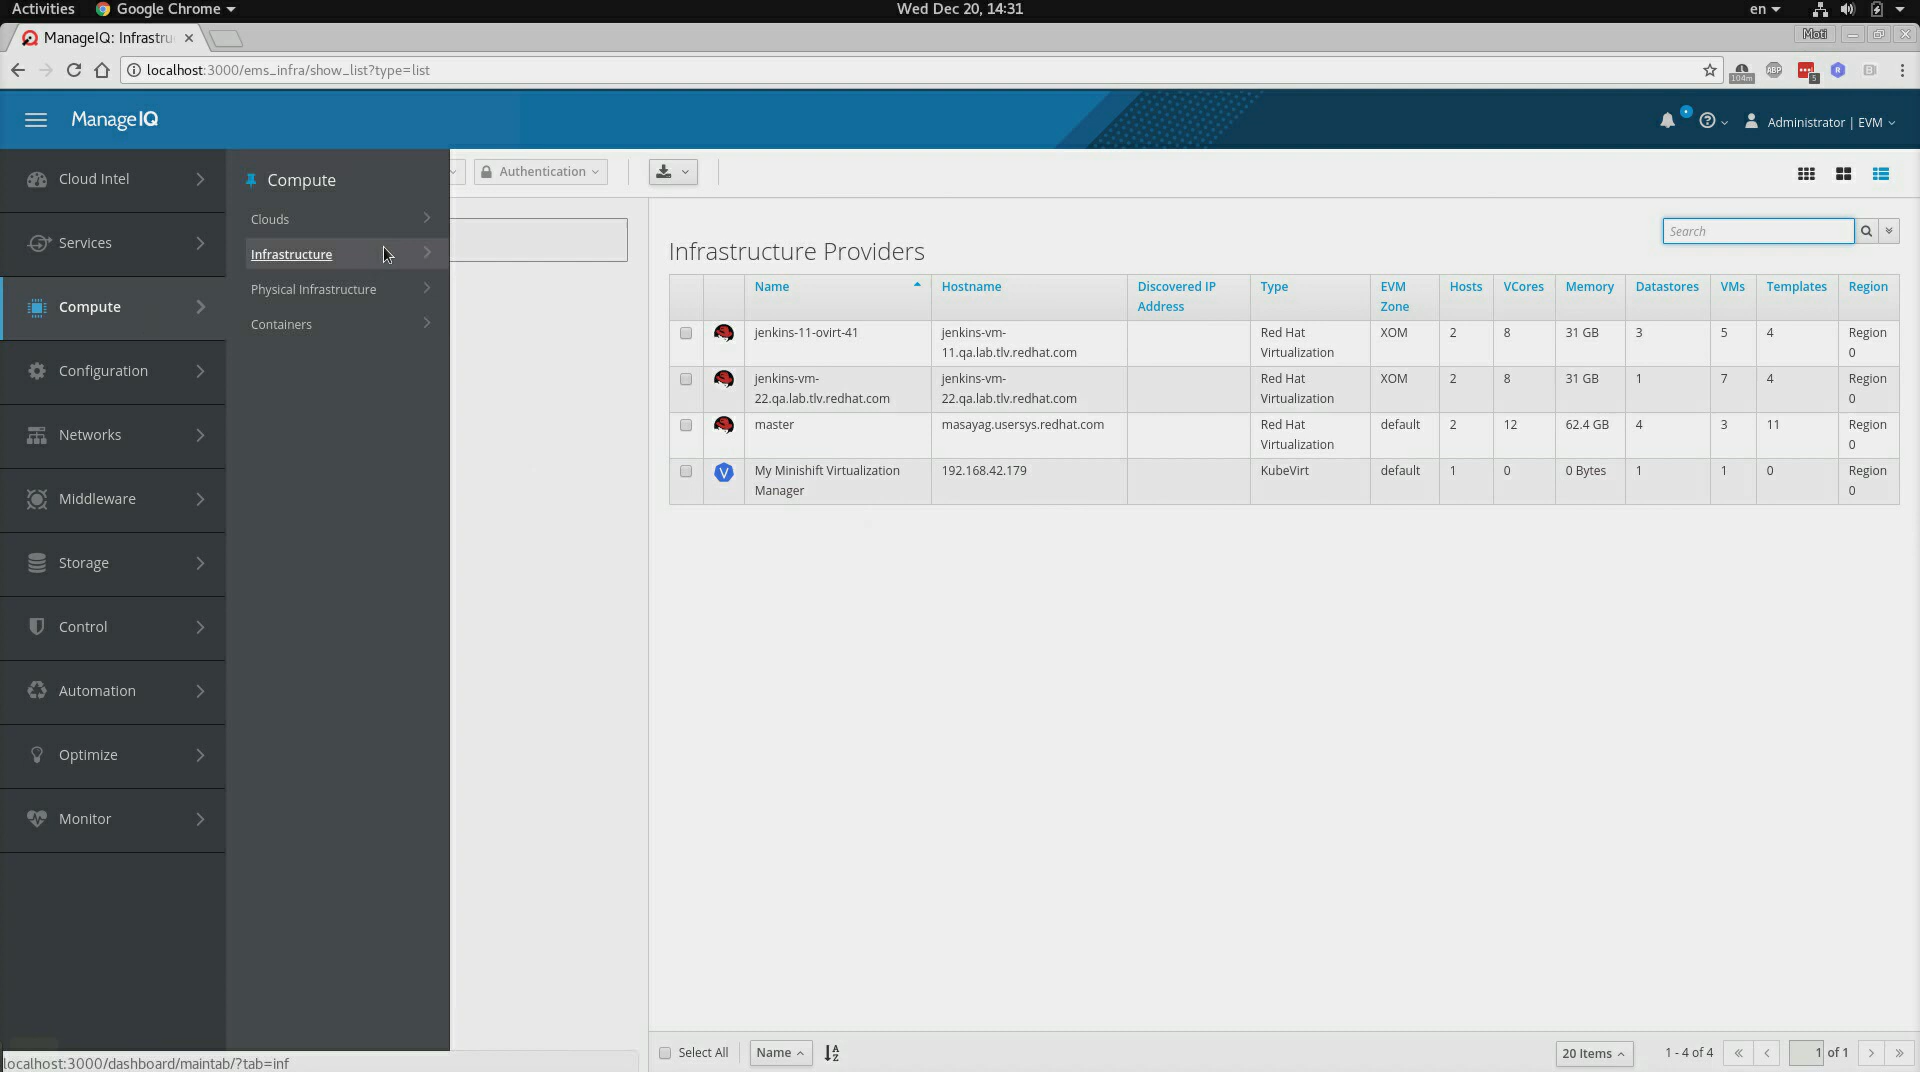 Activities Google Chrome Wed Dec 20, 14:31 en
ManageIQ: Infrastru Moti
localhost:3000/ems_infra/show_list?type=list 104m ABP 5 R
ManageIQ Administrator | EVM
Cloud Intel
Services
Compute
Configuration
Networks
Middleware
Storage
Control
Automation
Optimize
Monitor
Compute
Clouds
Infrastructure
Physical Infrastructure
Containers
Authentication
Search
Infrastructure Providers
Name Hostname Discovered IP Address Type EVM Zone Hosts VCores Memory Datastores VMs Templates Region
jenkins-11-ovirt-41 jenkins-vm-11.qa.lab.tlv.redhat.com Red Hat Virtualization XOM 2 8 31 GB 3 5 4 Region 0
jenkins-vm-22.qa.lab.tlv.redhat.com jenkins-vm-22.qa.lab.tlv.redhat.com Red Hat Virtualization XOM 2 8 31 GB 1 7 4 Region 0
master masayag.usersys.redhat.com Red Hat Virtualization default 2 12 62.4 GB 4 3 11 Region 0
V My Minishift Virtualization Manager 192.168.42.179 KubeVirt default 1 0 0 Bytes 1 1 0 Region 0
Select All Name 20 Items 1 - 4 of 4 1 of 1
localhost:3000/dashboard/maintab/?tab=inf